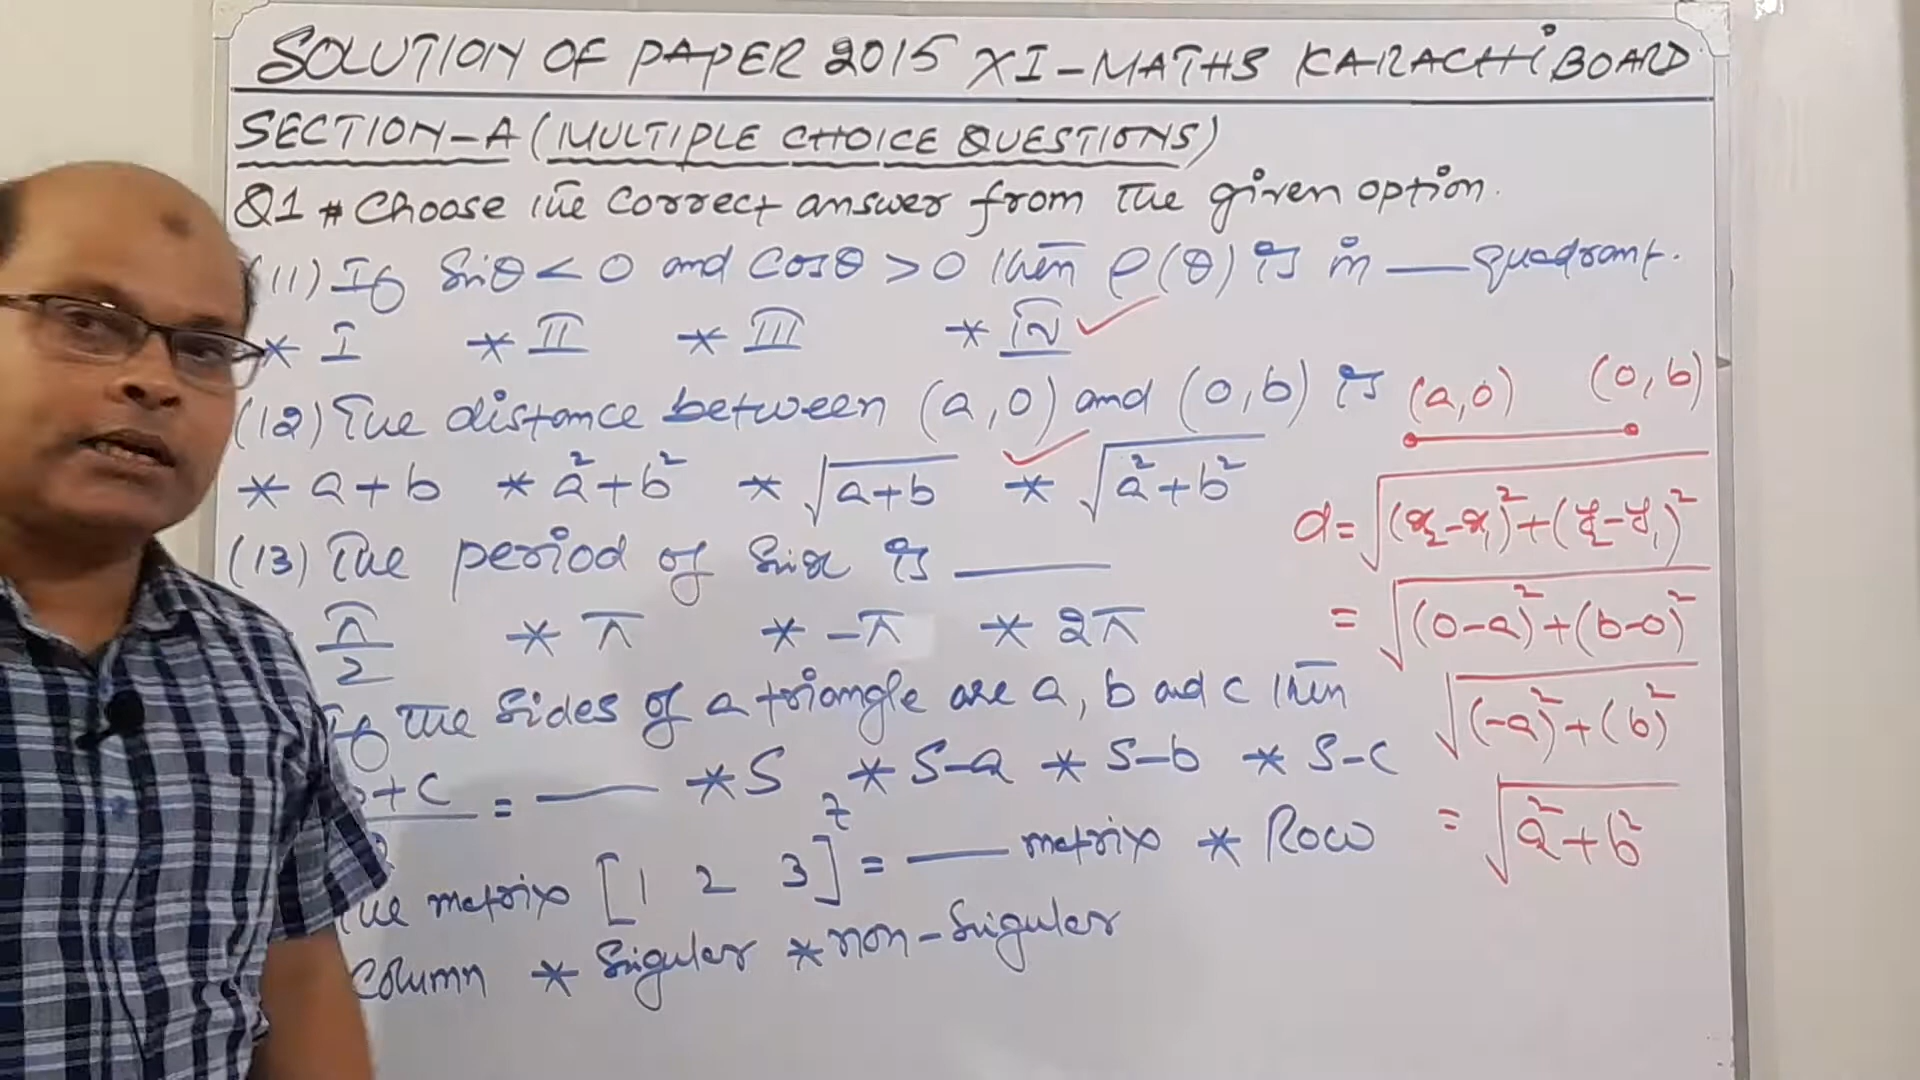 SOLUTION OF PAPER 2015 XI-MATHS KARACHI BOARD
SECTION-A (MULTIPLE CHOICE QUESTIONS)
Q1 # Choose the correct answer from the given option.
(11) If Sinθ < 0 and Cosθ > 0 then ρ(θ) is in ___ quadrant.
* I * II * III * IV ✓
(12) The distance between (a,0) and (0,b) is
* a+b * a²+b² * √(a+b) ✓ * √(a²+b²)
(13) The period of Sinx is ___
π/2 * π * -π * 2π
If the sides of a triangle are a, b and c then
+c = ___ * S * S-a * S-b * S-c
The matrix [1 2 3]^t = ___ matrix * Row
Column * Singular * non-Singular
(a,0) (0,b)
d = √((x₂-x₁)²+(y₂-y₁)²)
= √((0-a)²+(b-0)²)
√((-a)²+(b)²)
= √(a²+b²)